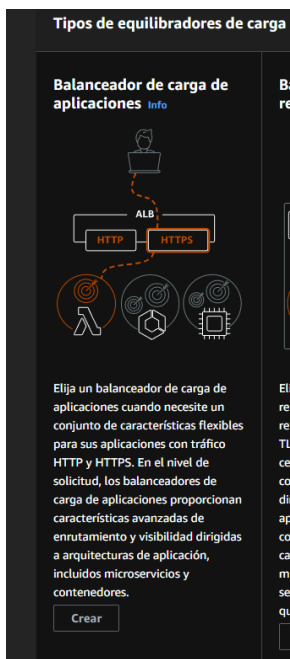 Tipos de equilibradores de carga
Balanceador de carga de
aplicaciones Info
ALB
HTTP
HTTPS
Elija un balanceador de carga de
aplicaciones cuando necesite un
conjunto de características flexibles
para sus aplicaciones con tráfico
HTTP y HTTPS. En el nivel de
solicitud, los balanceadores de
carga de aplicaciones proporcionan
características avanzadas de
enrutamiento y visibilidad dirigidas
a arquitecturas de aplicación,
incluidos microservicios y
contenedores.
Crear